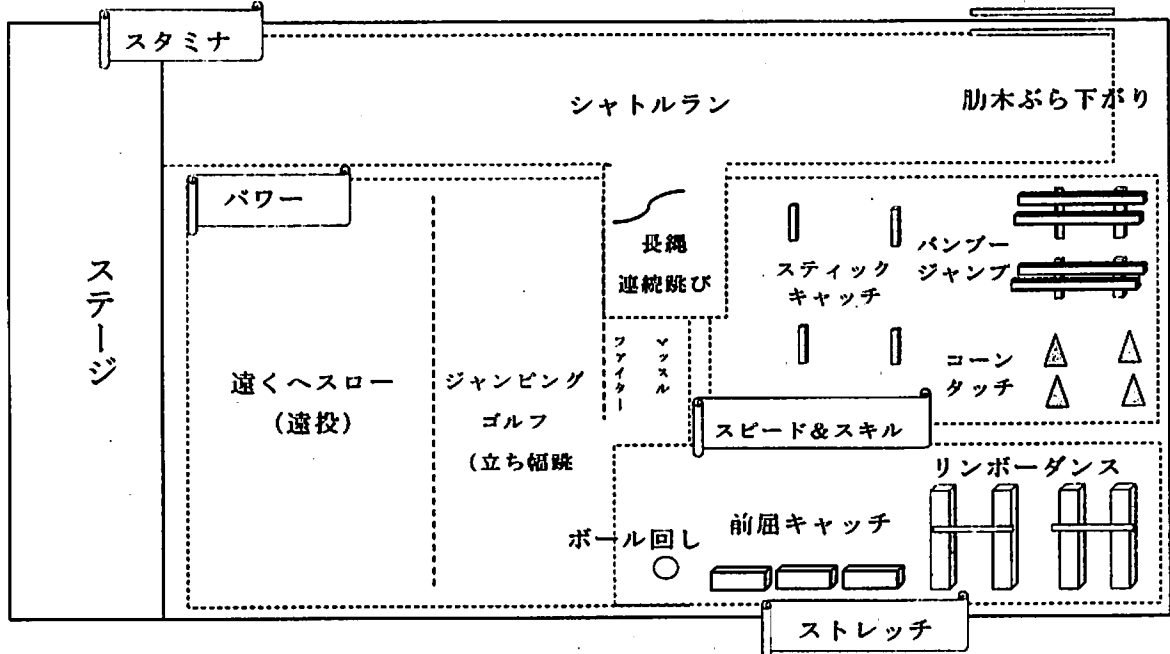 スタミナ
シャトルラン
肋木ぶら下がり
パワー
長縄
連続跳び
スティック
キャッチ
バンブー
ジャンプ
ステージ
マッスル
ファイター
遠くへスロー
(遠投)
ジャンピング
ゴルフ
(立ち幅跳
コーン
タッチ
スピード&スキル
リンボーダンス
前屈キャッチ
ボール回し
ストレッチ